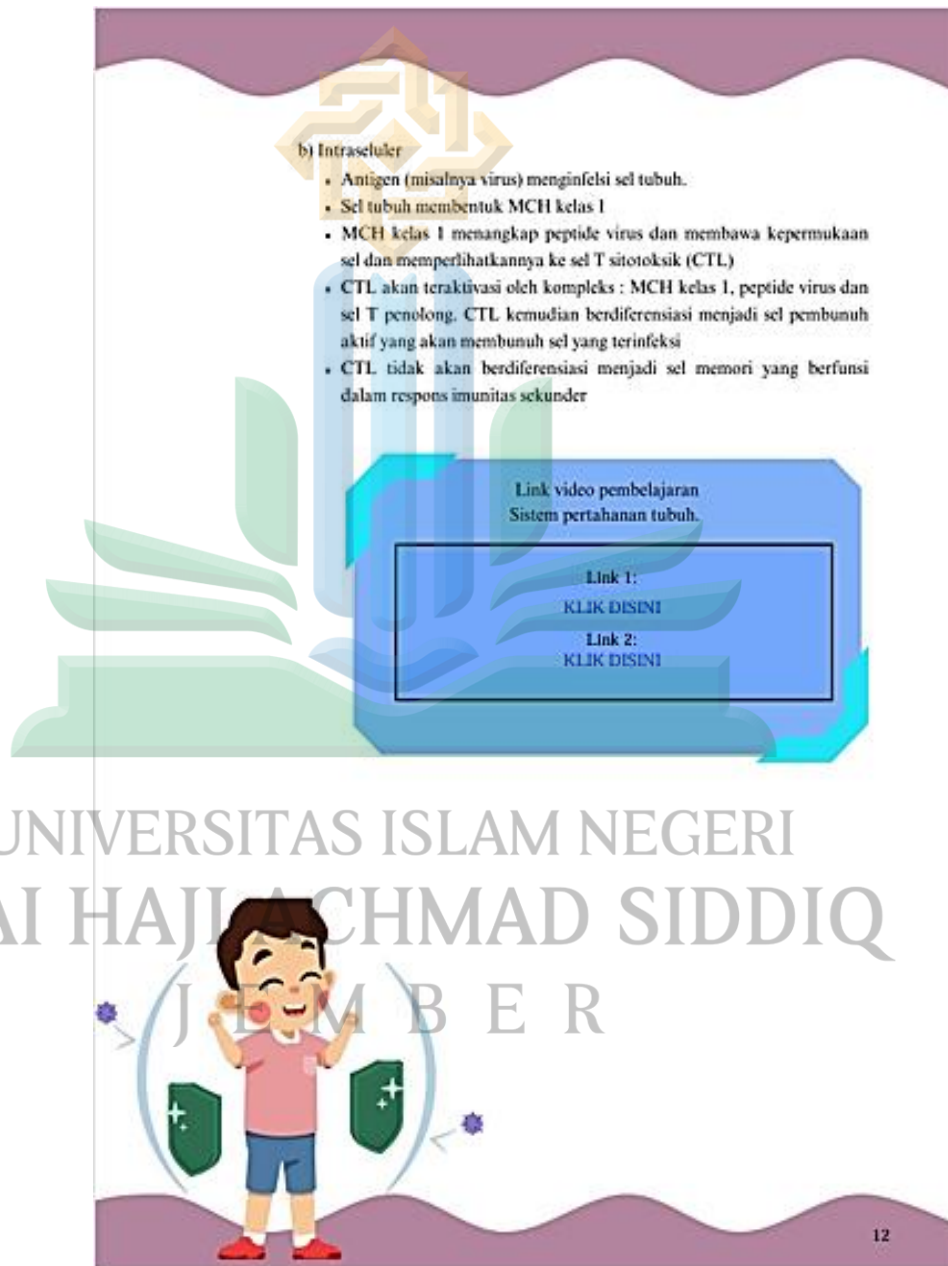 b) Intraseluler
• Antigen (misalnya virus) menginfelsi sel tubuh.
• Sel tubuh membentuk MCH kelas 1
• MCH kelas 1 menangkap peptide virus dan membawa kepermukaan
sel dan memperlihatkannya ke sel T sitotoksik (CTL)
• CTL akan teraktivasi oleh kompleks : MCH kelas 1, peptide virus dan
sel T penolong. CTL kemudian berdiferensiasi menjadi sel pembunuh
aktif yang akan membunuh sel yang terinfeksi
• CTL tidak akan berdiferensiasi menjadi sel memori yang berfunsi
dalam respons imunitas sekunder
Link video pembelajaran
Sistem pertahanan tubuh.
Link 1:
KLIK DISINI
Link 2:
KLIK DISINI
UNIVERSITAS ISLAM NEGERI
AI HAJI ACHMAD SIDDIQ
JEMBER
12